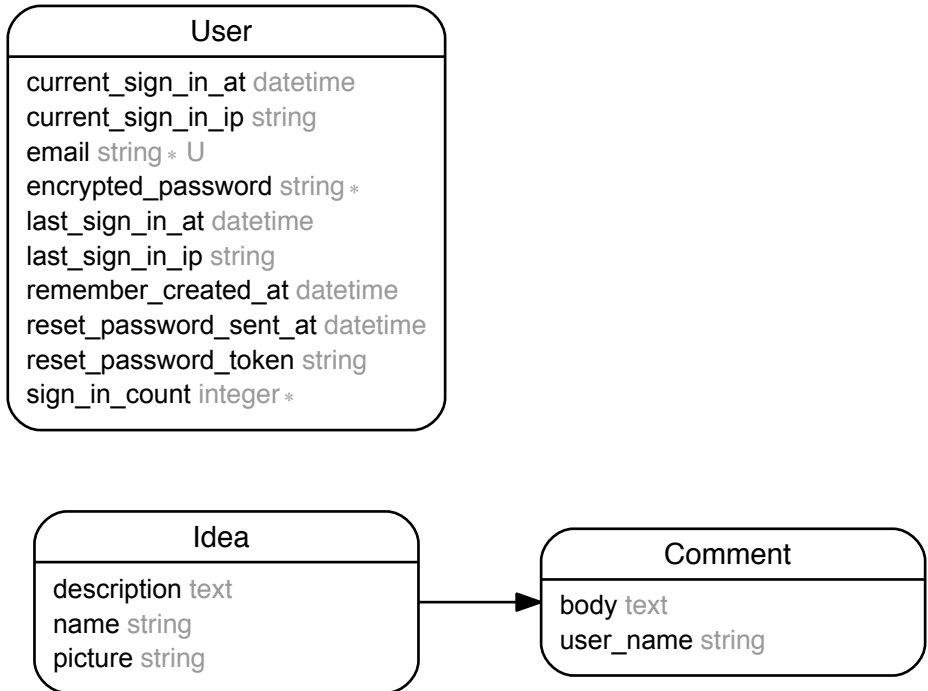 User
current_sign_in_at datetime
current_sign_in_ip string
email string ∗ U
encrypted_password string ∗
last_sign_in_at datetime
last_sign_in_ip string
remember_created_at datetime
reset_password_sent_at datetime
reset_password_token string
sign_in_count integer ∗
Idea
description text
name string
picture string
Comment
body text
user_name string